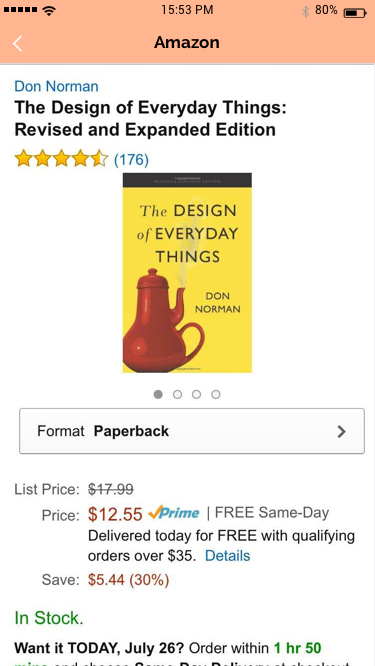 15:53 PM
80%
Amazon
Don Norman
The Design of Everyday Things:
Revised and Expanded Edition
(176)
The DESIGN
of EVERYDAY
THINGS
DON
NORMAN
Format Paperback
List Price: $17.99
Price: $12.55 Prime | FREE Same-Day
Delivered today for FREE with qualifying
orders over $35. Details
Save: $5.44 (30%)
In Stock.
Want it TODAY, July 26? Order within 1 hr 50